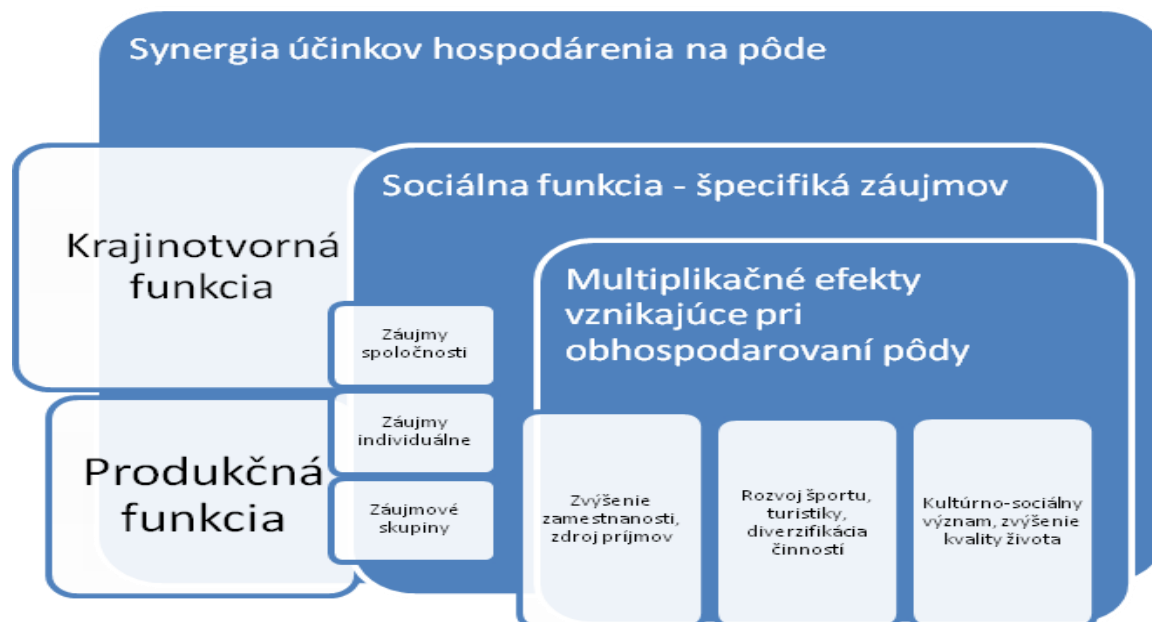 Synergia účinkov hospodárenia na pôde
Krajinotvorná
funkcia
Produkčná
funkcia
Sociálna funkcia - špecifiká záujmov
Záujmy
spoločnosti
Záujmy
individuálne
Záujmové
skupiny
Multiplikačné efekty
vznikajúce pri
obhospodarovaní pôdy
Zvýšenie
zamestnanosti,
zdroj príjmov
Rozvoj športu,
turistiky,
diverzifikácia
činností
Kultúrno-sociálny
význam, zvýšenie
kvality života